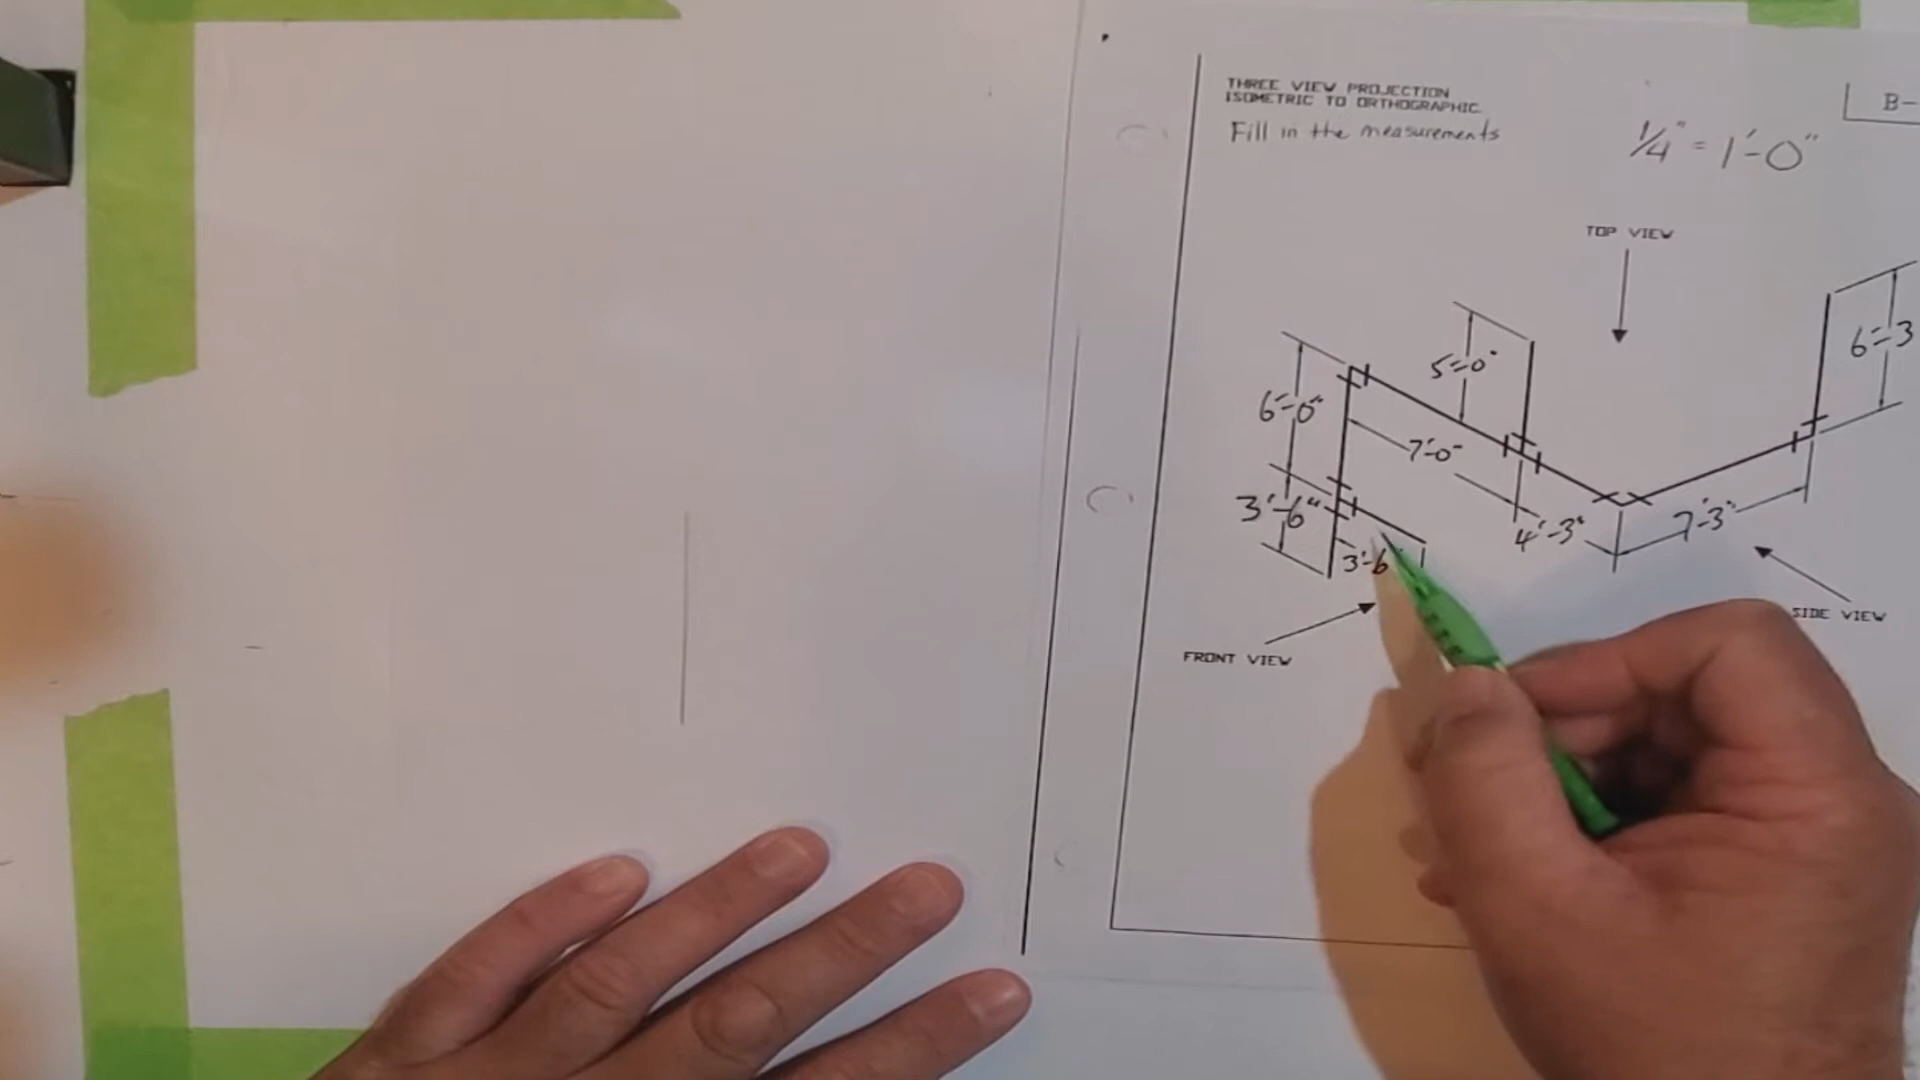 THREE VIEW PROJECTION
ISOMETRIC TO ORTHOGRAPHIC.
Fill in the measurements
1/4" = 1'-0"
B-
TOP VIEW
6'-3
5'-0"
6'-0"
7'-0"
3'-6"
4'-3"
7'-3"
3'-6"
SIDE VIEW
FRONT VIEW